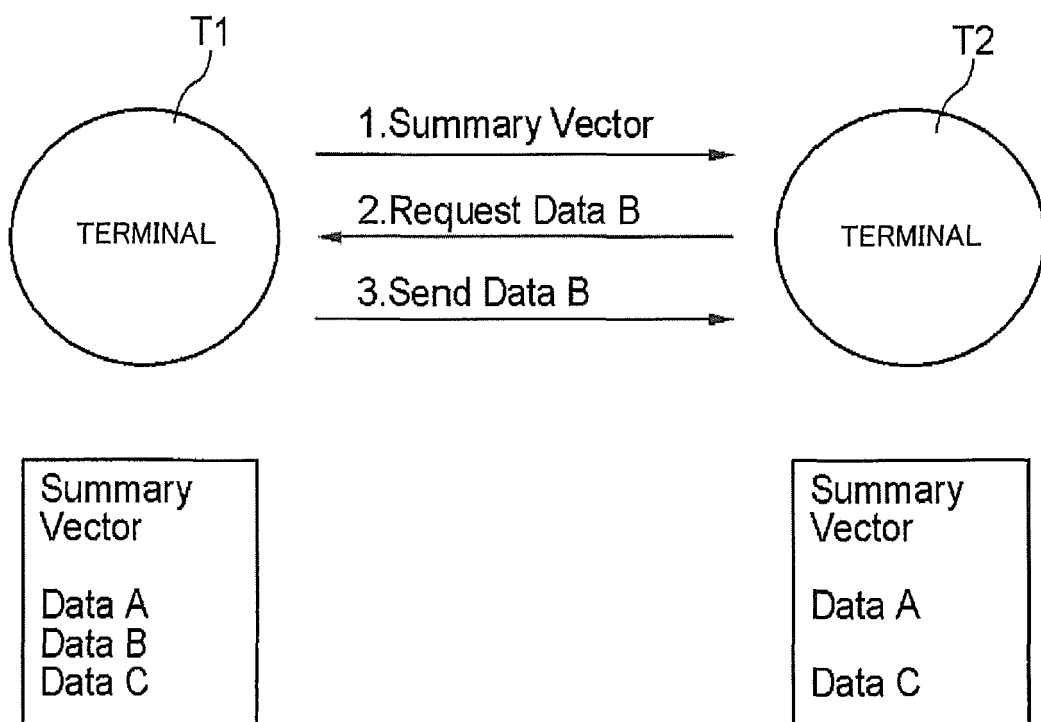 T1
T2
1.Summary Vector
2.Request Data B
3.Send Data B
TERMINAL
TERMINAL
Summary
Vector
Data A
Data B
Data C
Summary
Vector
Data A
Data C